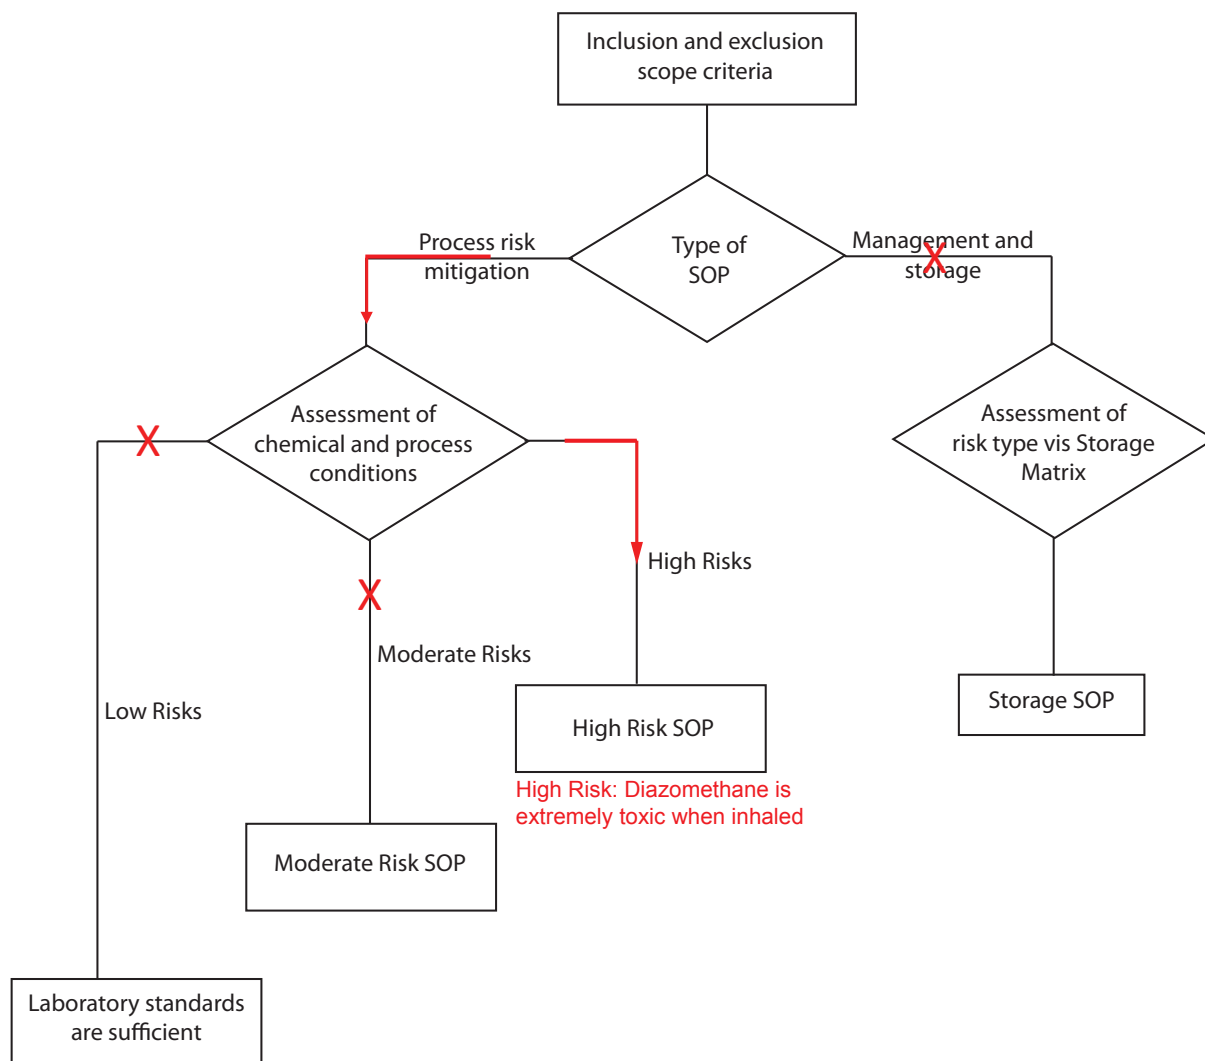 Inclusion and exclusion
scope criteria
Process risk
mitigation
Type of
SOP
Management and
storage
Assessment of
chemical and process
conditions
Assessment of
risk type vis Storage
Matrix
X
X
X
High Risks
Moderate Risks
Low Risks
High Risk SOP
Storage SOP
High Risk: Diazomethane is
extremely toxic when inhaled
Moderate Risk SOP
Laboratory standards
are sufficient